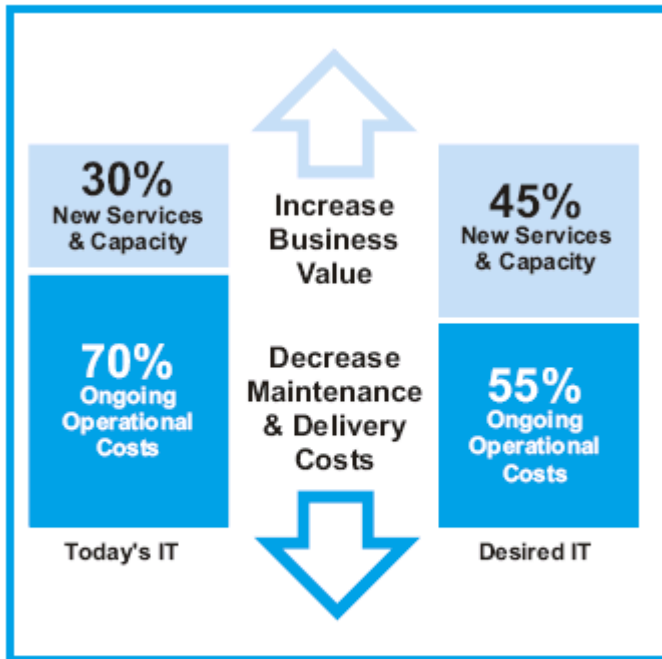 30%
New Services
& Capacity
70%
Ongoing
Operational
Costs
Today's IT
Increase
Business
Value
Decrease
Maintenance
& Delivery
Costs
45%
New Services
& Capacity
55%
Ongoing
Operational
Costs
Desired IT